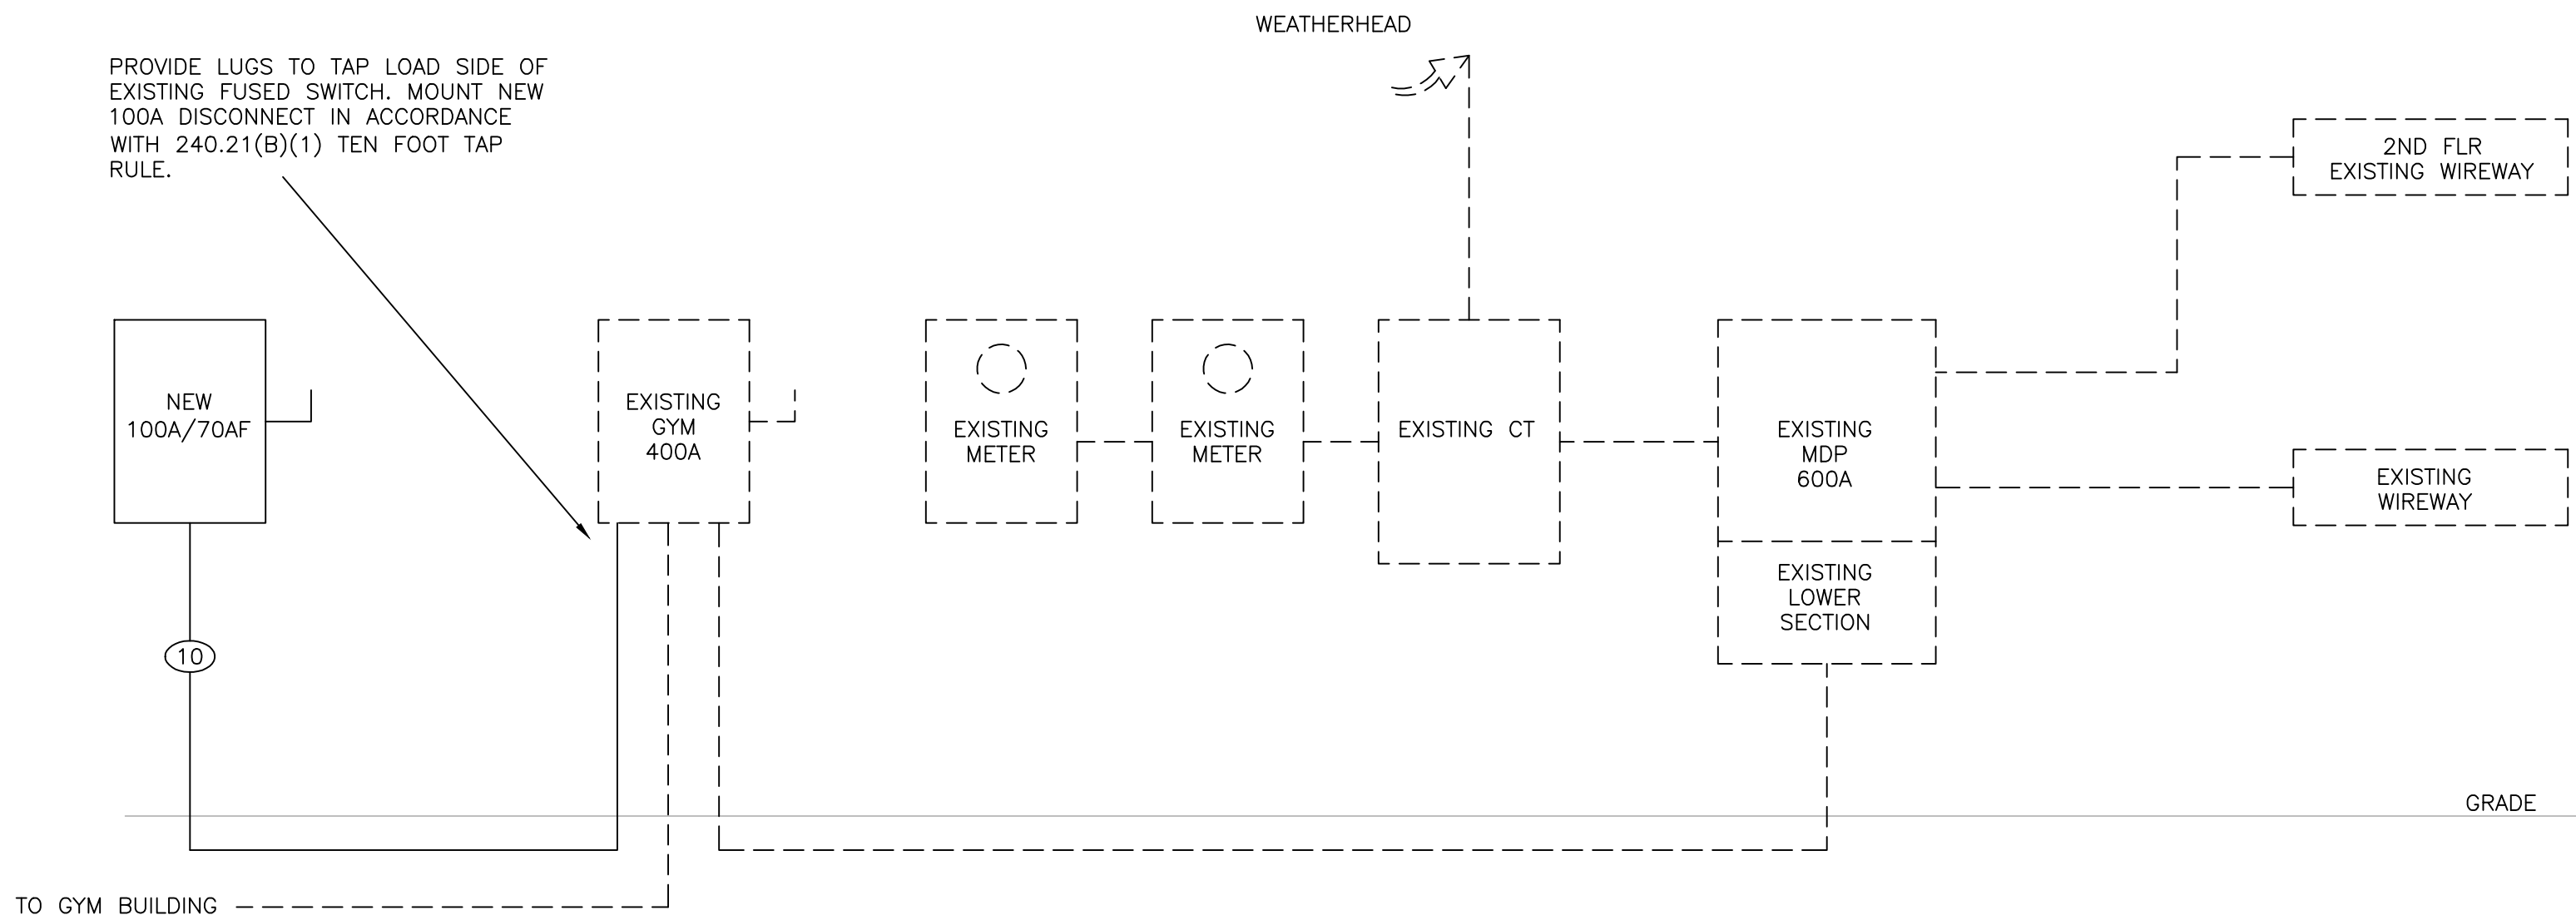 WEATHERHEAD
PROVIDE LUGS TO TAP LOAD SIDE OF
EXISTING FUSED SWITCH. MOUNT NEW
100A DISCONNECT IN ACCORDANCE
WITH 240.21(B)(1) TEN FOOT TAP
RULE.
2ND FLR
EXISTING WIREWAY
NEW
100A/70AF
EXISTING
GYM
400A
EXISTING
METER
EXISTING
METER
EXISTING CT
EXISTING
MDP
600A
EXISTING
WIREWAY
EXISTING
LOWER
SECTION
10
GRADE
TO GYM BUILDING